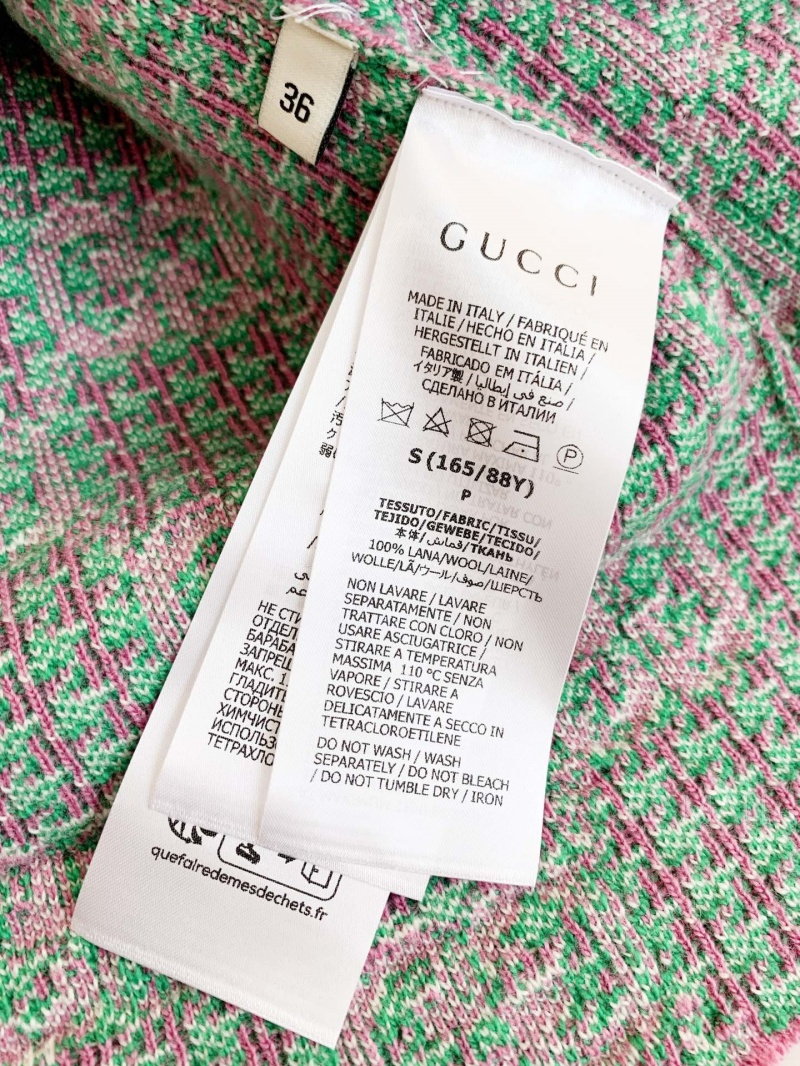 36
GUCCI
MADE IN ITALY / FABRIQUÉ EN
ITALIE / HECHO EN ITALIA /
HERGESTELLT IN ITALIEN /
FABRICADO EM ITÁLIA /
イタリア製 / صنع في إيطاليا /
СДЕЛАНО В ИТАЛИИ
P
S (165/88Y)
P
TESSUTO/FABRIC/TISSU/
TEJIDO/GEWEBE/TECIDO/
本体/قماش/ТКАНЬ
100% LANA/WOOL/LAINE/
WOLLE/LÃ/ウール/صوف/ШЕРСТЬ
NON LAVARE / LAVARE
SEPARATAMENTE / NON
TRATTARE CON CLORO / NON
USARE ASCIUGATRICE /
STIRARE A TEMPERATURA
MASSIMA 110 °C SENZA
VAPORE / STIRARE A
ROVESCIO / LAVARE
DELICATAMENTE A SECCO IN
TETRACLOROETILENE
DO NOT WASH / WASH
SEPARATELY / DO NOT BLEACH
/ DO NOT TUMBLE DRY / IRON
НЕ СТИ
ОТДЕЛ
БАРАБА
ЗАПРЕЩ
МАКС. 1
ГЛАДИТ
СТОРОНЫ
ХИМЧИСТ
ИСПОЛЬЗ
ТЕТРАХЛО
quefairedemesdechets.fr